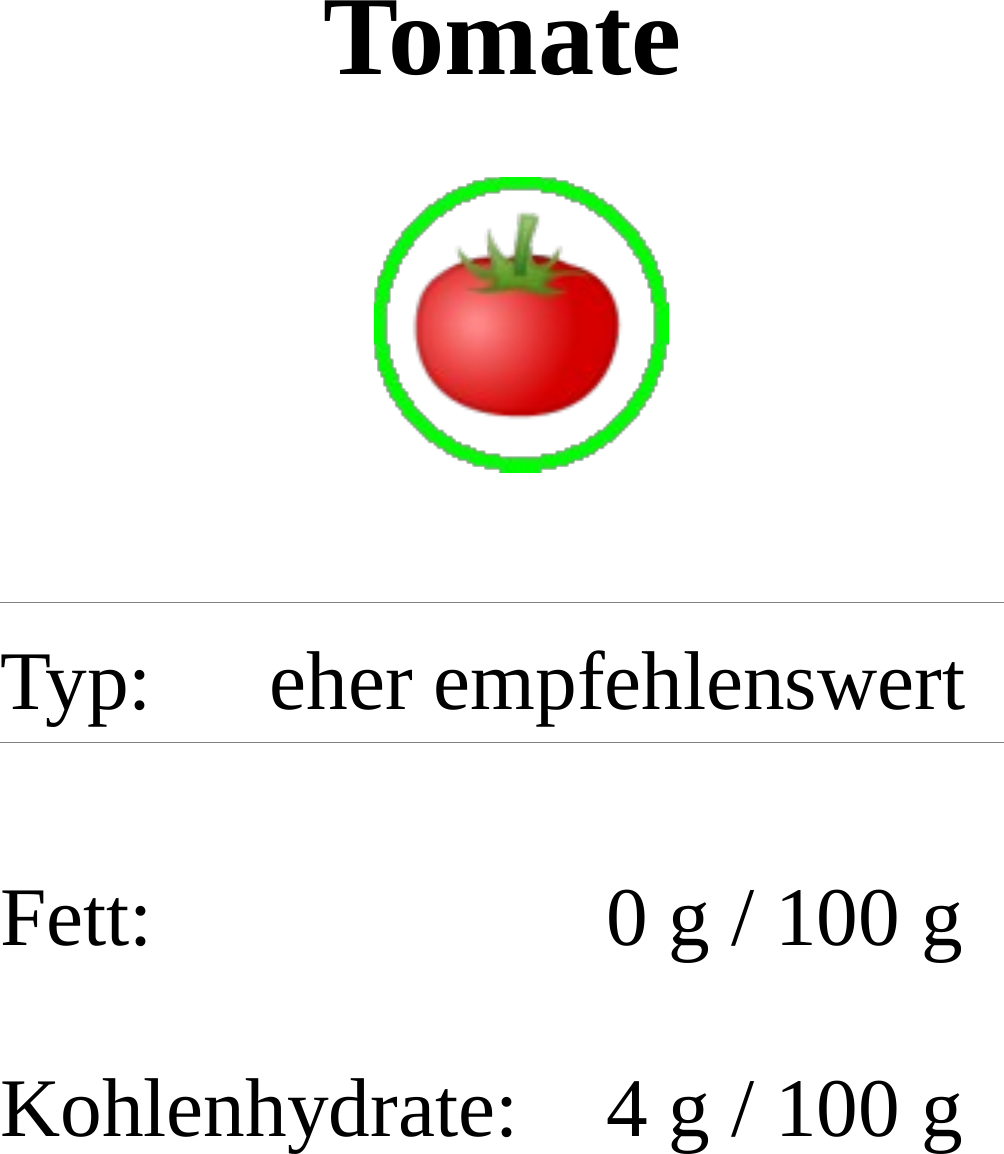 Tomate
Typ: eher empfehlenswert
Fett: 0 g / 100 g
Kohlenhydrate: 4 g / 100 g